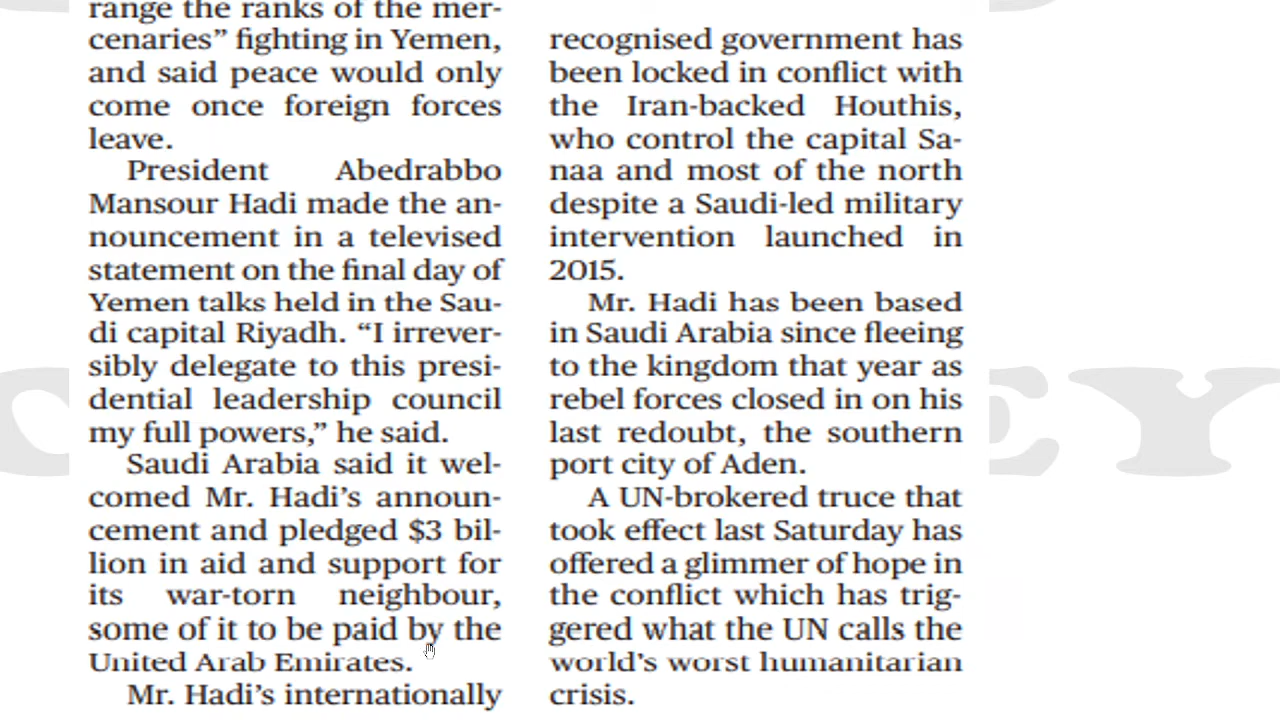 range the ranks of the mer-
cenaries” fighting in Yemen,
and said peace would only
come once foreign forces
leave.
President Abedrabbo
Mansour Hadi made the an-
nouncement in a televised
statement on the final day of
Yemen talks held in the Sau-
di capital Riyadh. “I irrever-
sibly delegate to this presi-
dential leadership council
my full powers,” he said.
Saudi Arabia said it wel-
comed Mr. Hadi’s announ-
cement and pledged $3 bil-
lion in aid and support for
its war-torn neighbour,
some of it to be paid by the
United Arab Emirates.
Mr. Hadi’s internationally
recognised government has
been locked in conflict with
the Iran-backed Houthis,
who control the capital Sa-
naa and most of the north
despite a Saudi-led military
intervention launched in
2015.
Mr. Hadi has been based
in Saudi Arabia since fleeing
to the kingdom that year as
rebel forces closed in on his
last redoubt, the southern
port city of Aden.
A UN-brokered truce that
took effect last Saturday has
offered a glimmer of hope in
the conflict which has trig-
gered what the UN calls the
world’s worst humanitarian
crisis.